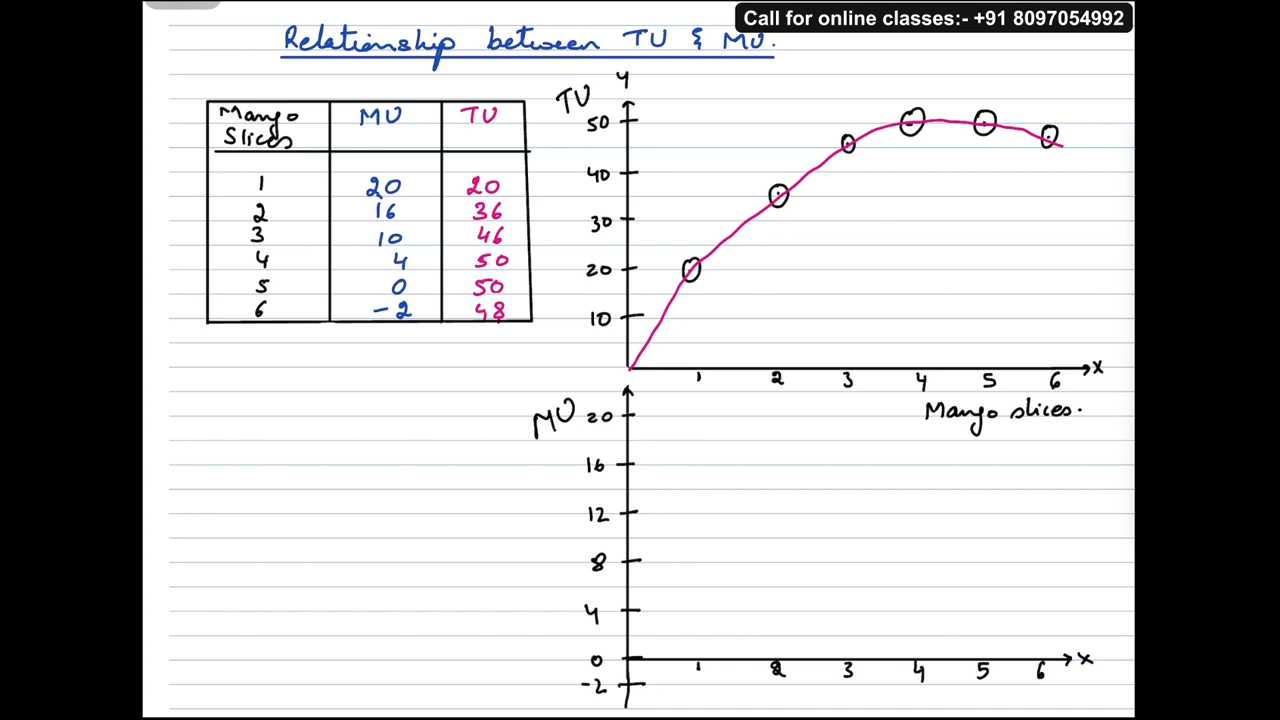 Call for online classes:- +91 8097054992
Relationship between TU & MU.
Mango Slices MU TU
1 20 20
2 16 36
3 10 46
4 4 50
5 0 50
6 -2 48
Y
TU
50
40
30
20
10
1 2 3 4 5 6 x
Mango slices.
MU
20
16
12
8
4
0
-2
1 2 3 4 5 6 x